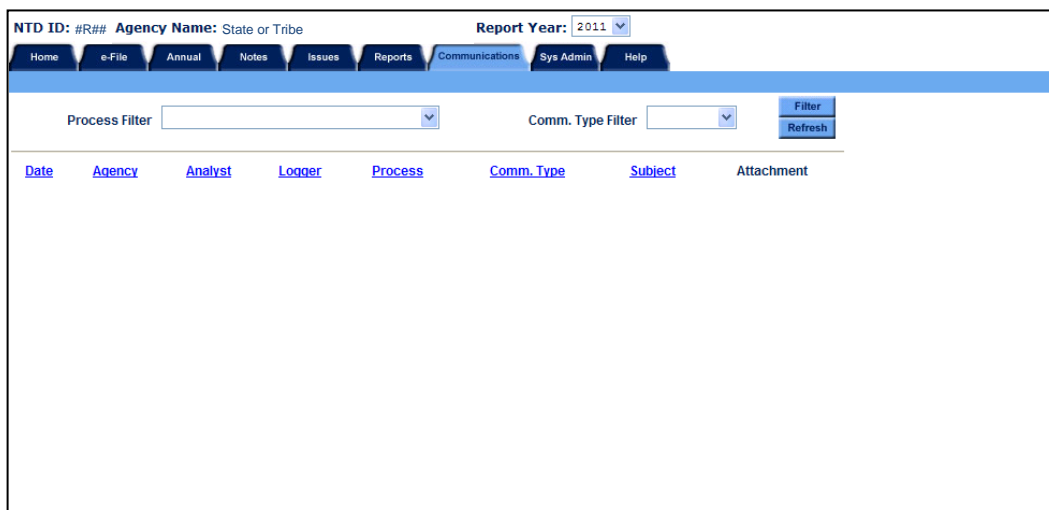 NTD ID: #R## Agency Name: State or Tribe Report Year: 2011
Home e-File Annual Notes Issues Reports Communications Sys Admin Help
Process Filter Comm. Type Filter Filter
Refresh
Date Agency Analyst Logger Process Comm. Type Subject Attachment